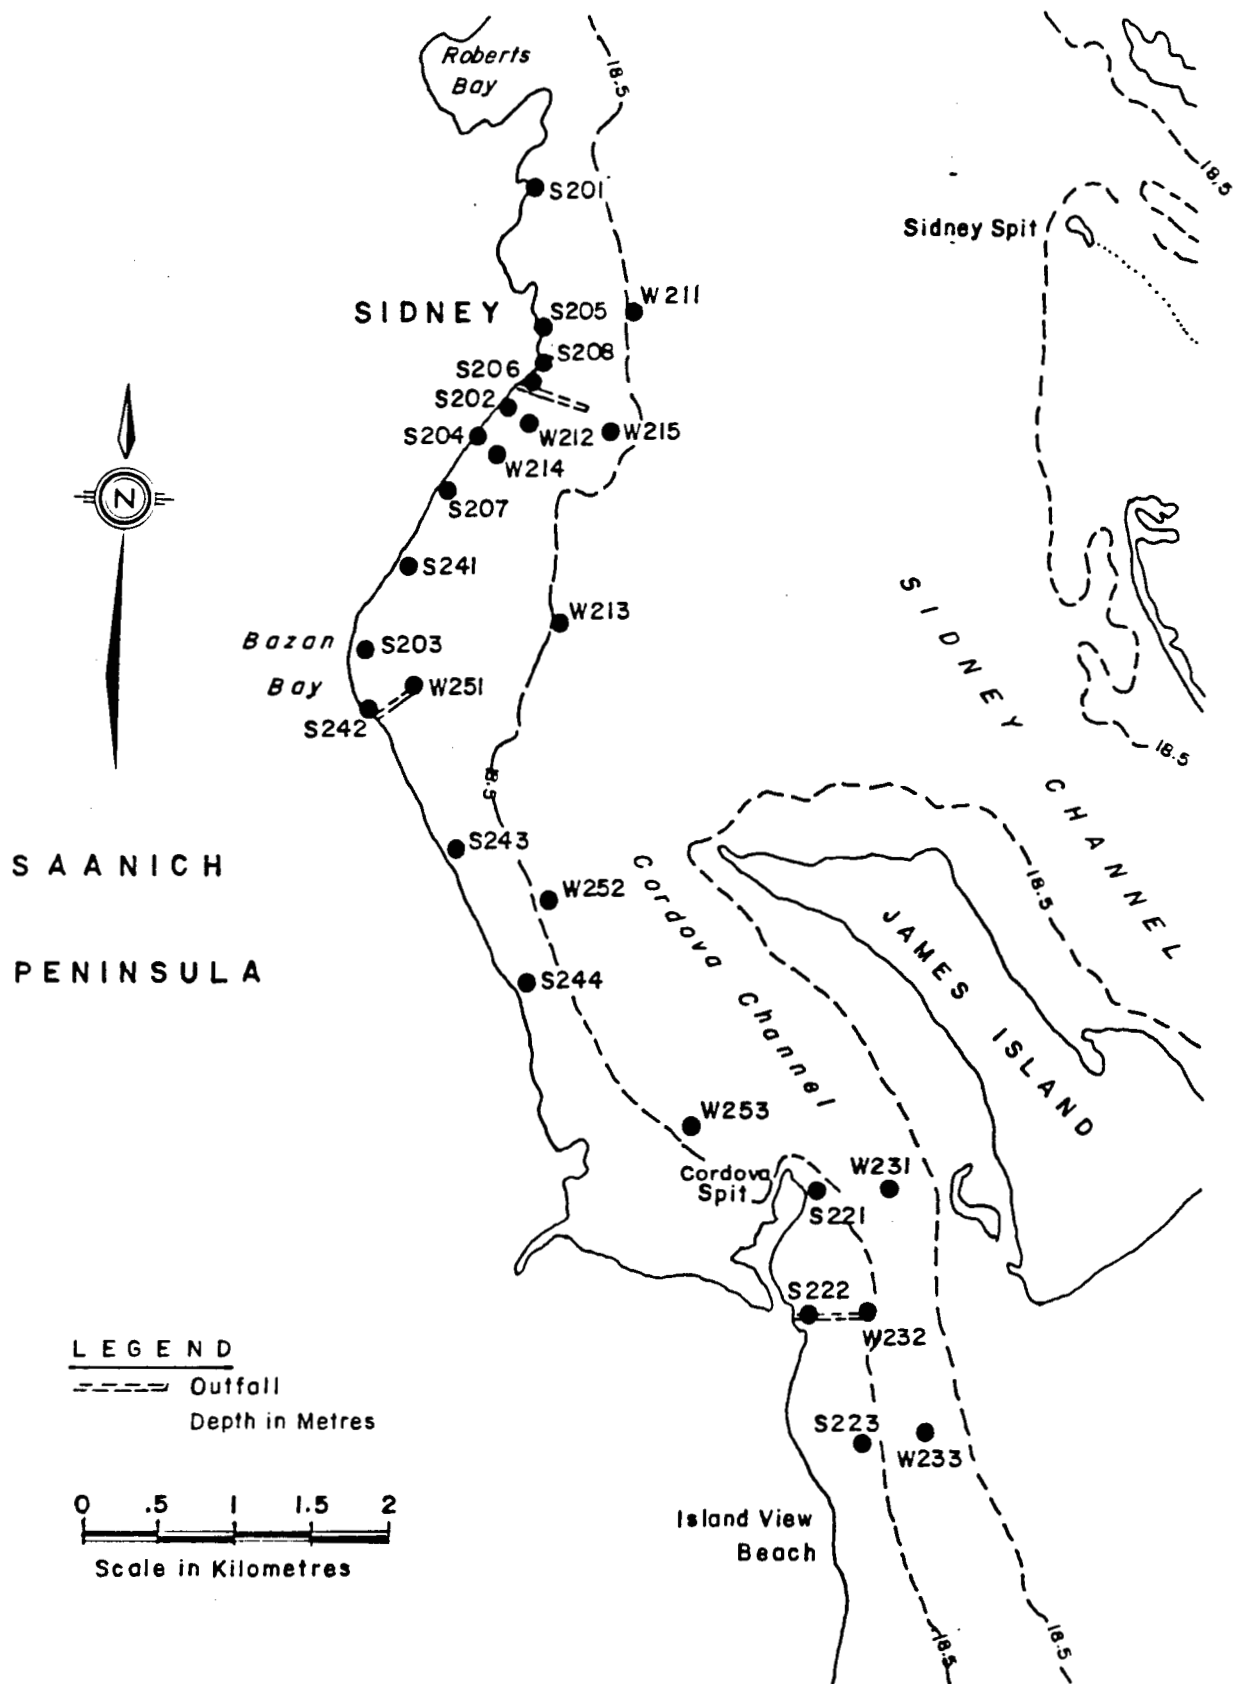 Roberts
Bay
18.5
18.5
S201
Sidney Spit
SIDNEY
W211
S205
S208
S206
S202
W212
W215
S204
W214
N
S207
S241
W213
Bazan
Bay
S203
W251
S242
SIDNEY CHANNEL
18.5
18.5
S243
SAANICH
PENINSULA
W252
Cordova Channel
18.5
JAMES ISLAND
S244
W253
Cordova
Spit
W231
S221
S222
W232
LEGEND
Outfall
Depth in Metres
S223
W233
0 .5 1 1.5 2
Scale in Kilometres
Island View
Beach
18.5
18.5